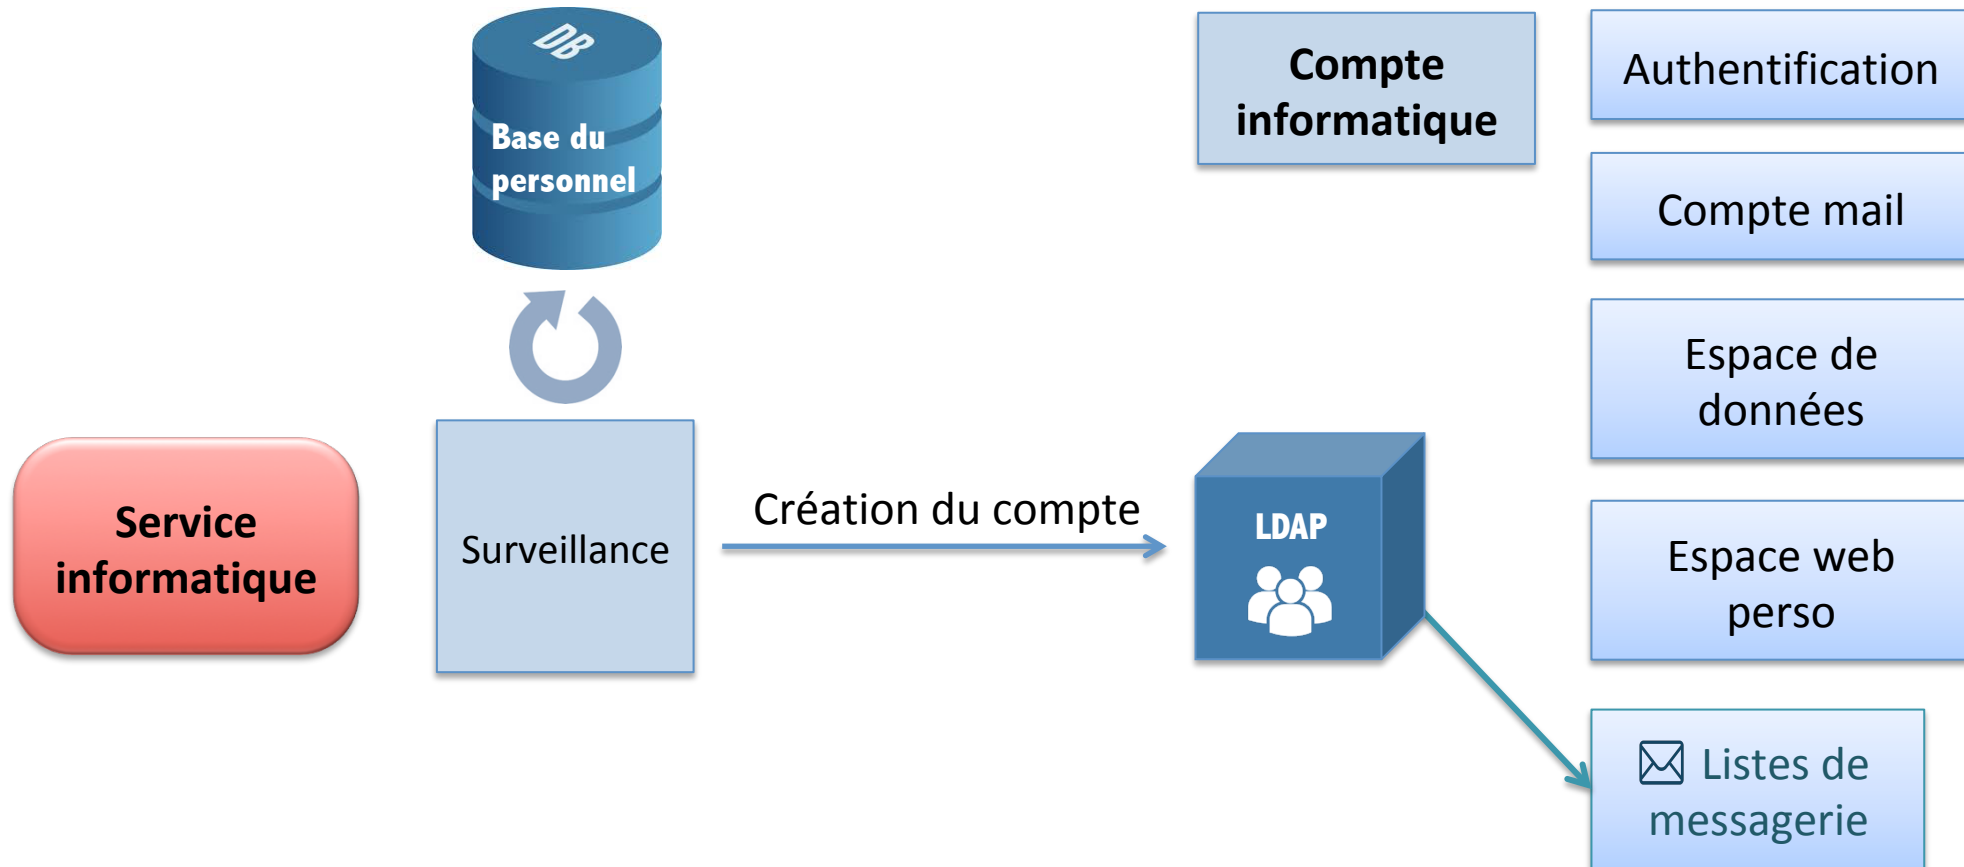 DB
Base du
personnel
Compte
informatique
Authentification
Compte mail
Espace de
données
Service
informatique
Surveillance
Création du compte
LDAP
Espace web
perso
Listes de
messagerie